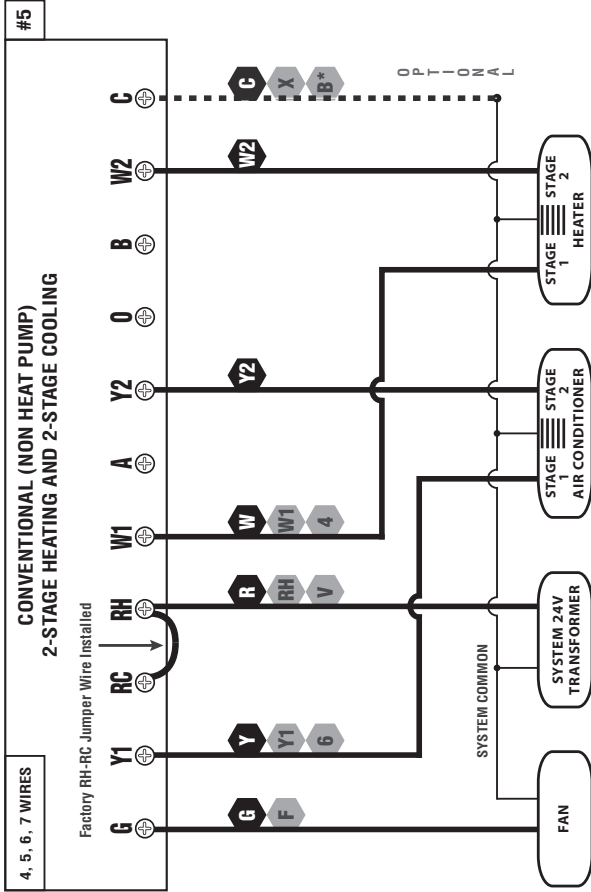 4, 5, 6, 7 WIRES
#5
CONVENTIONAL (NON HEAT PUMP)
2-STAGE HEATING AND 2-STAGE COOLING
Factory RH-RC Jumper Wire Installed
G Y1 RC RH W1 A Y2 O B W2 C
G Y R W Y2 W2 C
F Y1 RH W1 X
6 V 4 B*
OPTIONAL
SYSTEM COMMON
FAN
SYSTEM 24V
TRANSFORMER
STAGE
1
STAGE
2
AIR CONDITIONER
STAGE
1
STAGE
2
HEATER